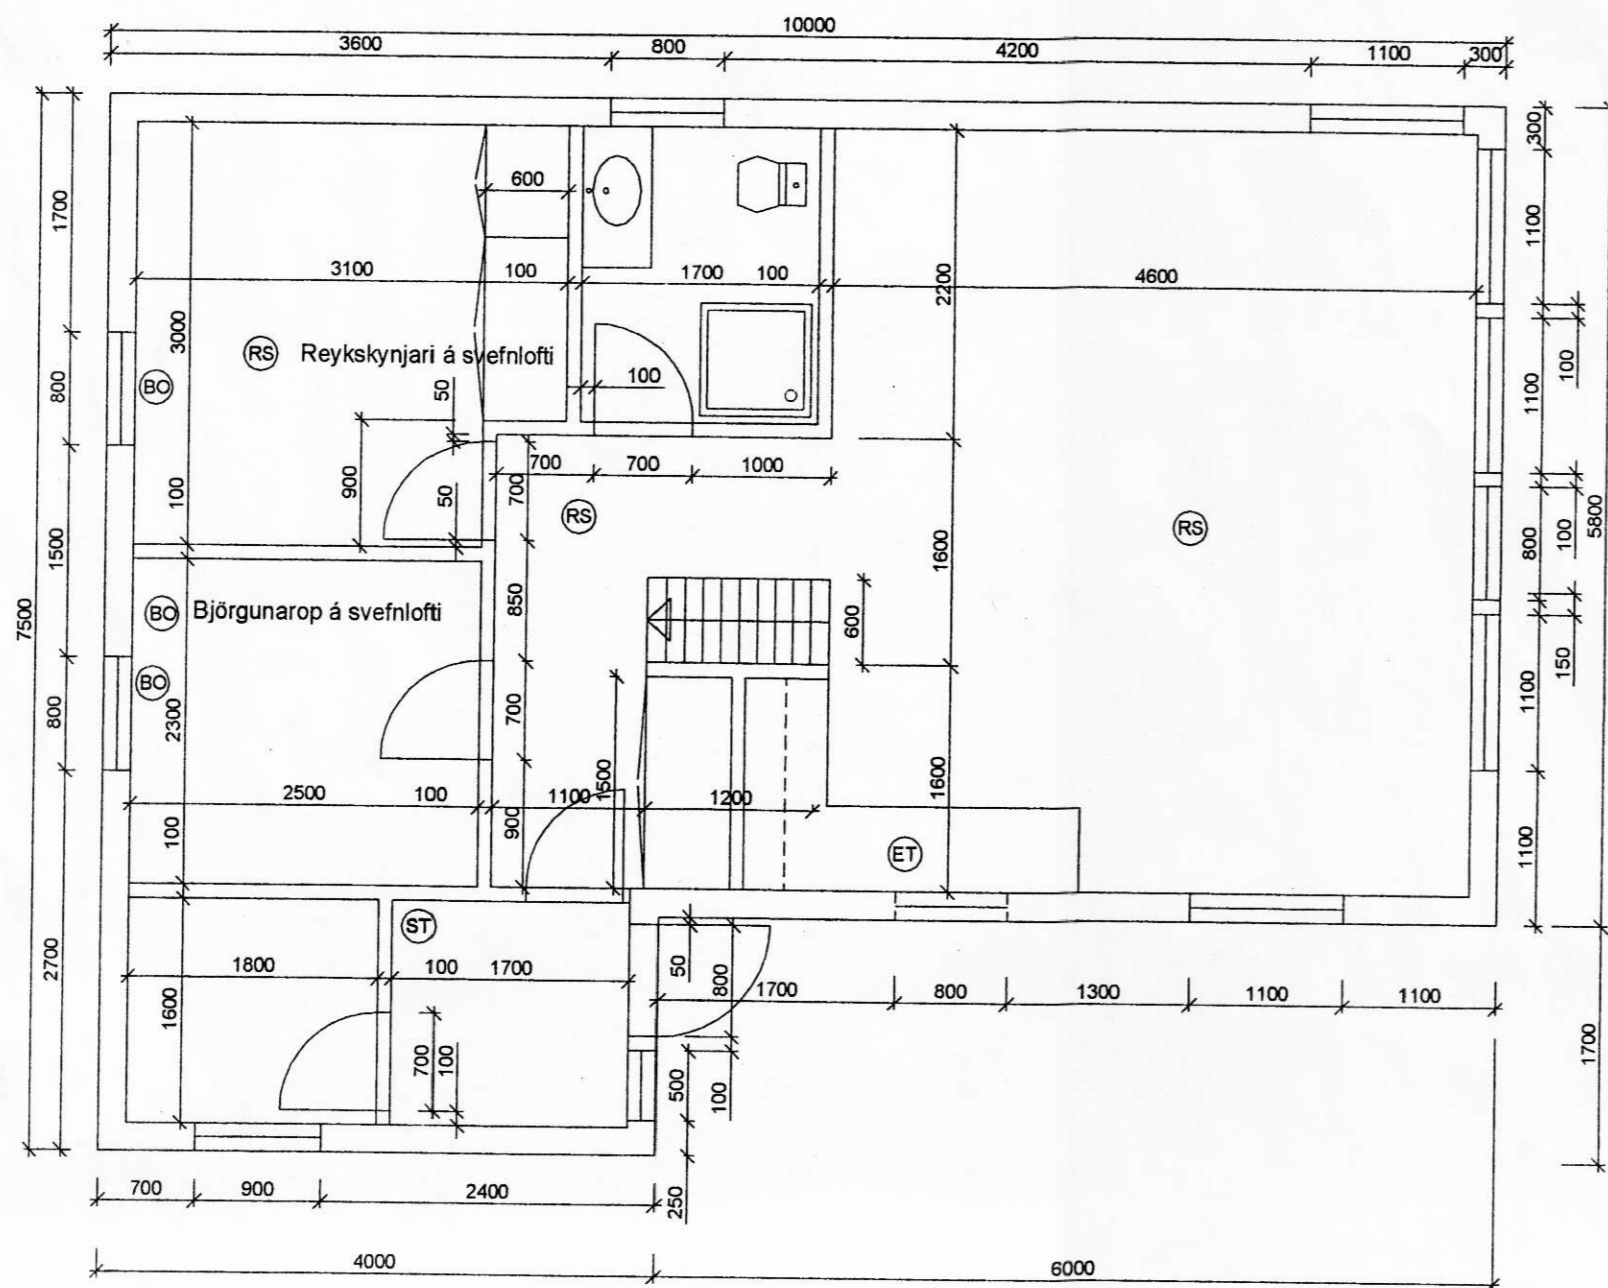 10000
3600 800 4200 1100 300
600
300
1700
1100
3100 100 1700 100 2200 4600
3000
RS Reykskynjari á svefnlofti
BO
800
50
100
1100
100
900
100
50
700 700 700 1000
RS
RS
1500
1600
800
100
5800
7500
850
600
BO Björgunarop á svefnlofti
BO
150
1100
800
2300
700
2500 100 1100 1500 1200 1600
100
900
ET
1100
ST
2700
1800 100 1700
50
800
1700 800 1300 1100 1100
1600
700
100
500
100
1700
700 900 2400
250
4000 6000